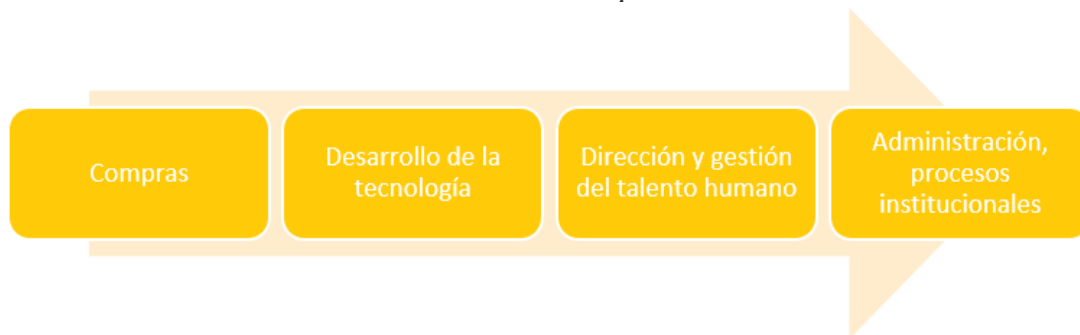 Compras
Desarrollo de la
tecnología
Dirección y gestión
del talento humano
Administración,
procesos
institucionales